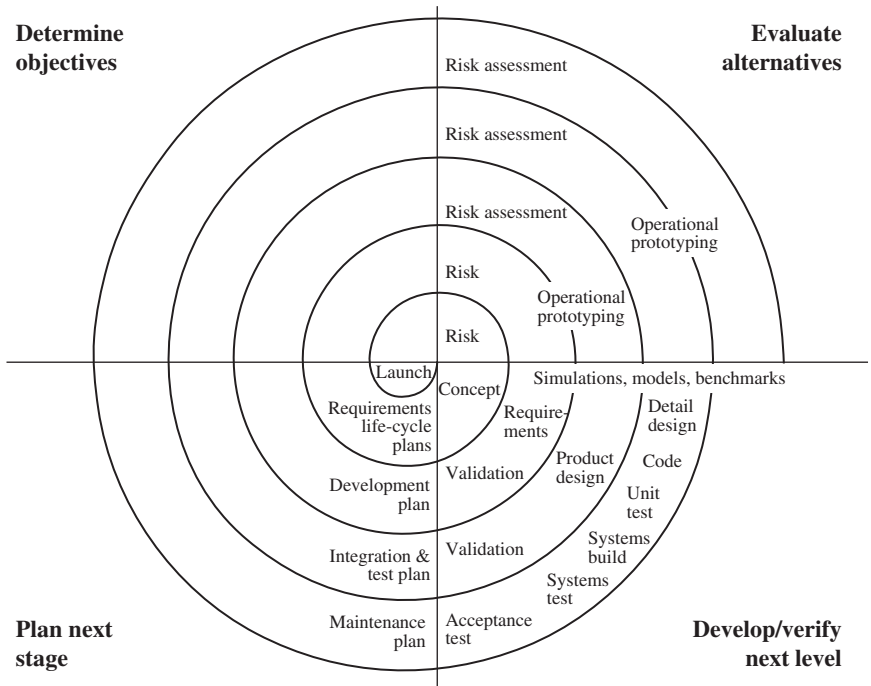 Determine
objectives
Evaluate
alternatives
Risk assessment
Risk assessment
Risk assessment
Operational
prototyping
Risk
Operational
prototyping
Risk
Launch
Simulations, models, benchmarks
Concept
Requirements
life-cycle
plans
Require-
ments
Detail
design
Development
plan
Validation
Product
design
Code
Unit
test
Integration &
test plan
Validation
Systems
build
Systems
test
Maintenance
plan
Acceptance
test
Plan next
stage
Develop/verify
next level